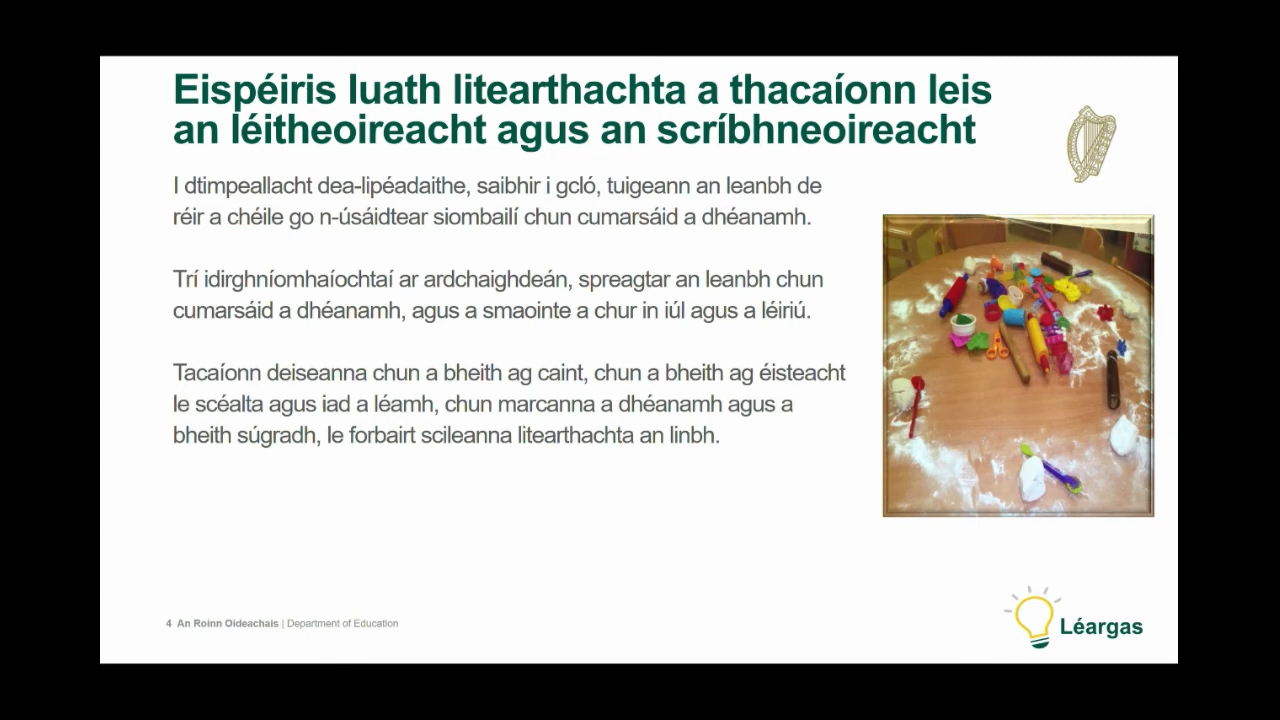 Eispéiris luath litearthachta a thacaíonn leis
an léitheoireacht agus an scríbhneoireacht
I dtimpeallacht dea-lipéadaithe, saibhir i gcló, tuigeann an leanbh de
réir a chéile go n-úsáidtear siombailí chun cumarsáid a dhéanamh.
Trí idirghníomhaíochtaí ar ardchaighdeán, spreagtar an leanbh chun
cumarsáid a dhéanamh, agus a smaointe a chur in iúl agus a léiriú.
Tacaíonn deiseanna chun a bheith ag caint, chun a bheith ag éisteacht
le scéalta agus iad a léamh, chun marcanna a dhéanamh agus a
bheith súgradh, le forbairt scileanna litearthachta an linbh.
4 An Roinn Oideachais | Department of Education
Léargas